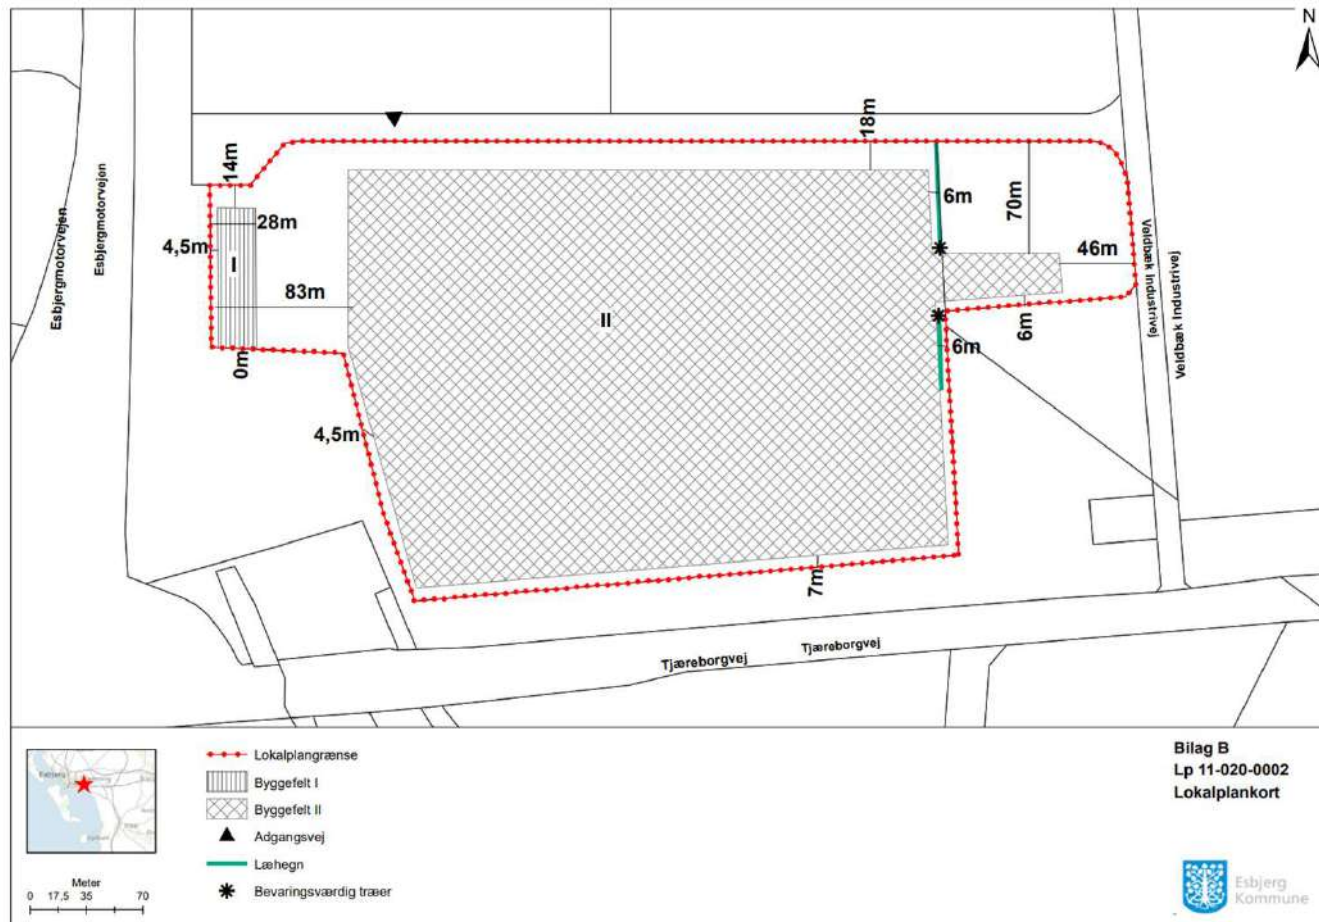 N
18m
14m
6m
70m
28m
4,5m
I
46m
83m
II
Esbjergmotorvejen
Esbjergmotorvejen
Veldbæk Industrivej
Veldbæk Industrivej
6m
6m
0m
4,5m
7m
Tjæreborgvej
Tjæreborgvej
Lokalplangrænse
Byggefelt I
Byggefelt II
Adgangsvej
Læhegn
Bevaringsværdig træer
Meter
0 17,5 35 70
Bilag B
Lp 11-020-0002
Lokalplankort
Esbjerg
Kommune